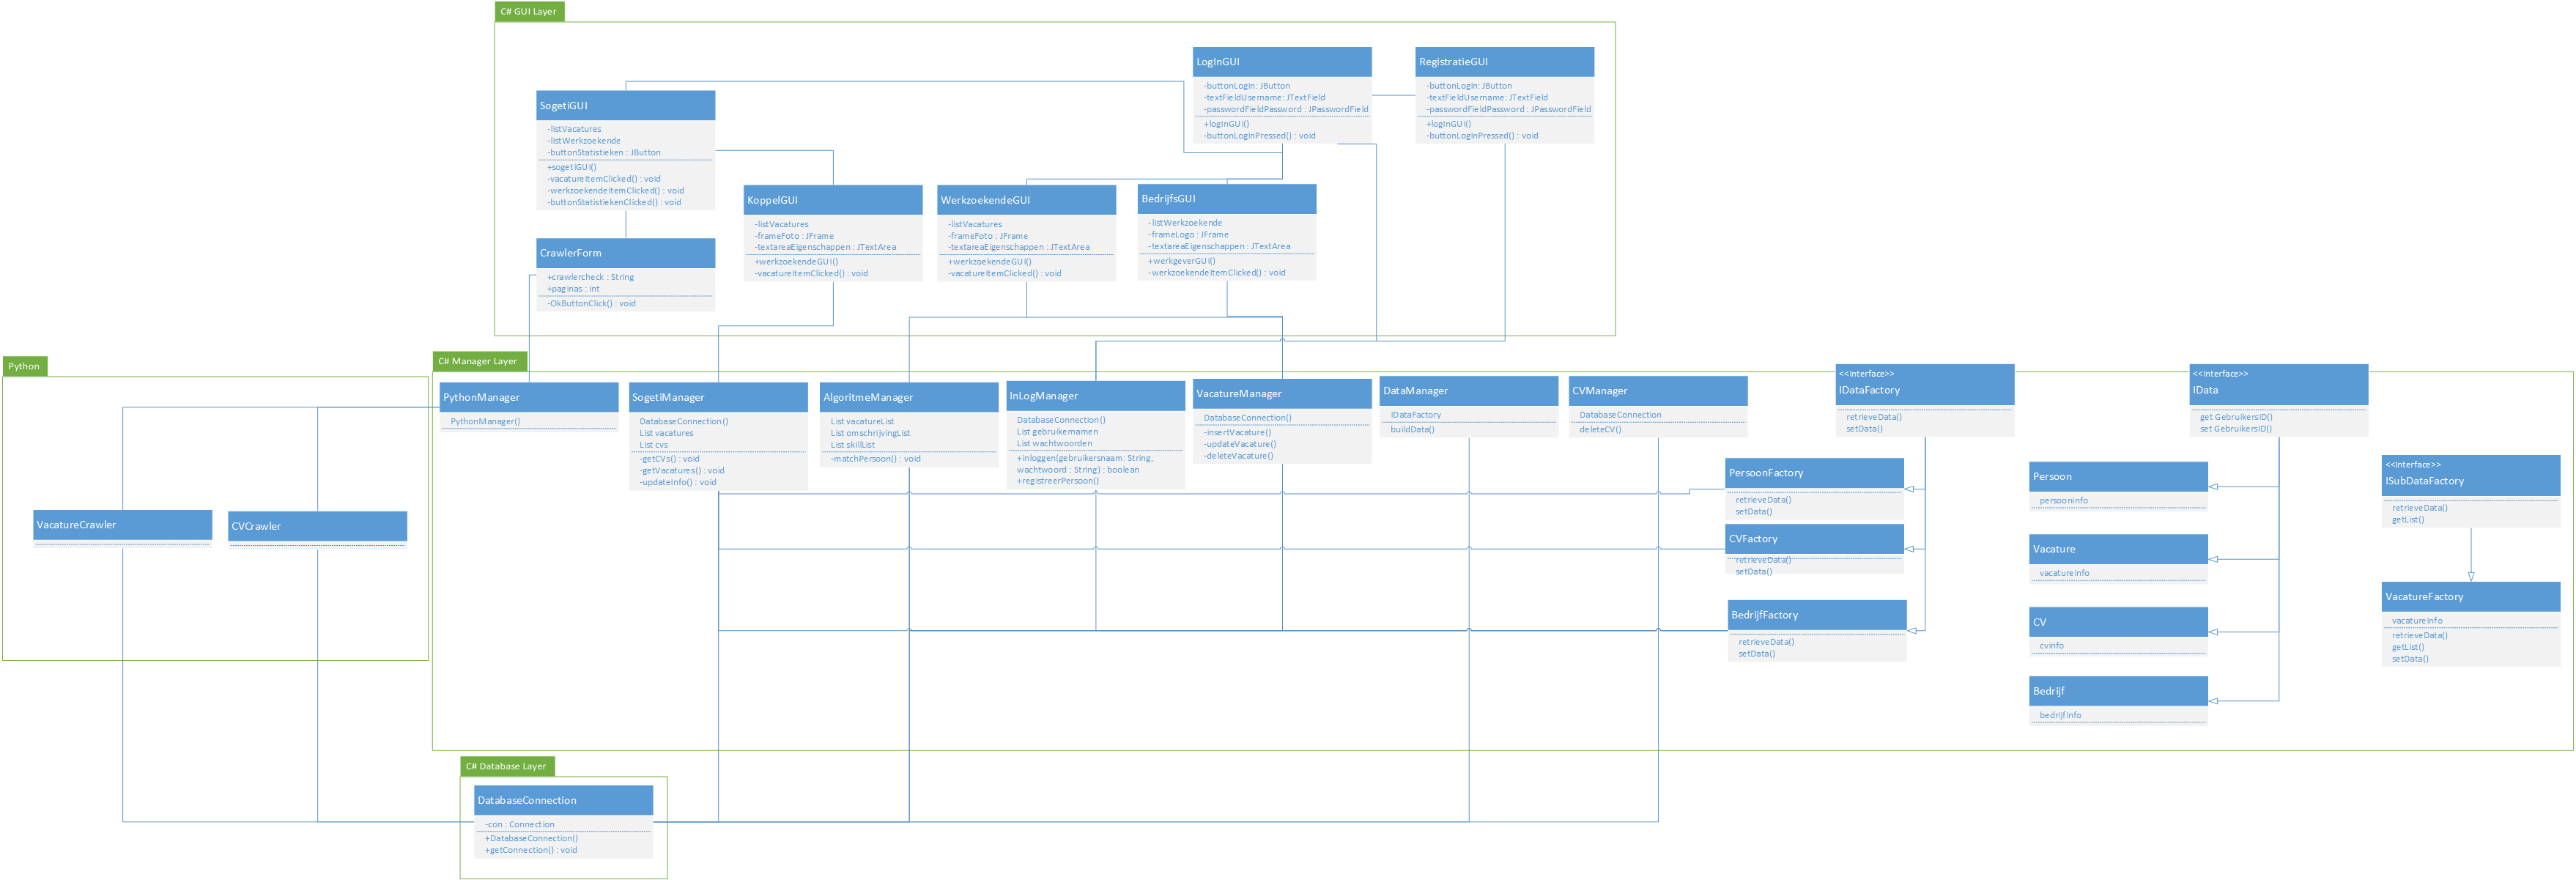 C# GUI Layer
LogInGUI
-buttonLogIn: JButton
-textFieldUsername: JTextField
-passwordFieldPassword : JPasswordField
+logInGUI()
-buttonLogInPressed() : void
RegistratieGUI
-buttonLogIn: JButton
-textFieldUsername: JTextField
-passwordFieldPassword : JPasswordField
+logInGUI()
-buttonLogInPressed() : void
SogetiGUI
-listVacatures
-listWerkzoekende
-buttonStatistieken : JButton
+sogetiGUI()
-vacatureItemClicked() : void
-werkzoekendeItemClicked() : void
-buttonStatistiekenClicked() : void
KoppelGUI
-listVacatures
-frameFoto : JFrame
-textareaEigenschappen : JTextArea
+werkzoekendeGUI()
-vacatureItemClicked() : void
WerkzoekendeGUI
-listVacatures
-frameFoto : JFrame
-textareaEigenschappen : JTextArea
+werkzoekendeGUI()
-vacatureItemClicked() : void
BedrijfsGUI
-listWerkzoekende
-frameLogo : JFrame
-textareaEigenschappen : JTextArea
+werkgeverGUI()
-werkzoekendeItemClicked() : void
CrawlerForm
+crawlercheck : String
+paginas : int
-OkButtonClick() : void
Python
VacatureCrawler
CVCrawler
C# Manager Layer
PythonManager
PythonManager()
SogetiManager
DatabaseConnection()
List vacatures
List cvs
-getCVs() : void
-getVacatures() : void
-updateInfo() : void
AlgoritmeManager
List vacatureList
List omschrijvingList
List skillList
-matchPersoon() : void
InLogManager
DatabaseConnection()
List gebruikernamen
List wachtwoorden
+inloggen(gebruikersnaam: String,
wachtwoord : String) : boolean
+registreerPersoon()
VacatureManager
DatabaseConnection()
-insertVacature()
-updateVacature()
-deleteVacature()
DataManager
IDataFactory
buildData()
CVManager
DatabaseConnection
deleteCV()
<<Interface>>
IDataFactory
retrieveData()
setData()
<<Interface>>
IData
get GebruikersID()
set GebruikersID()
PersoonFactory
retrieveData()
setData()
CVFactory
retrieveData()
setData()
BedrijfFactory
retrieveData()
setData()
Persoon
persooninfo
Vacature
vacatureinfo
CV
cvinfo
Bedrijf
bedrijfinfo
<<Interface>>
ISubDataFactory
retrieveData()
getList()
VacatureFactory
vacatureinfo
retrieveData()
getList()
setData()
C# Database Layer
DatabaseConnection
-con : Connection
+DatabaseConnection()
+getConnection() : void